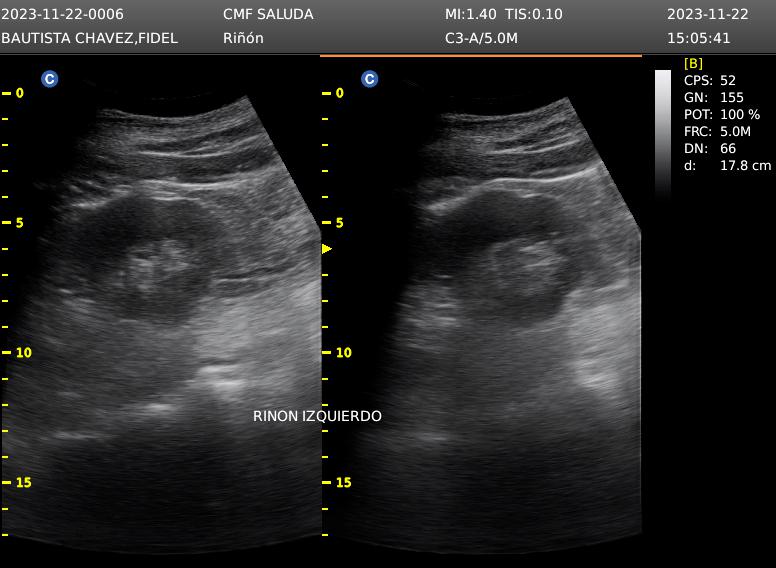 2023-11-22-0006 CMF SALUDA MI:1.40 TIS:0.10 2023-11-22
BAUTISTA CHAVEZ,FIDEL Riñón C3-A/5.0M 15:05:41
[B]
CPS: 52
GN: 155
POT: 100 %
FRC: 5.0M
DN: 66
d: 17.8 cm
C C
0 0
5 5
10 10
RINON IZQUIERDO
15 15